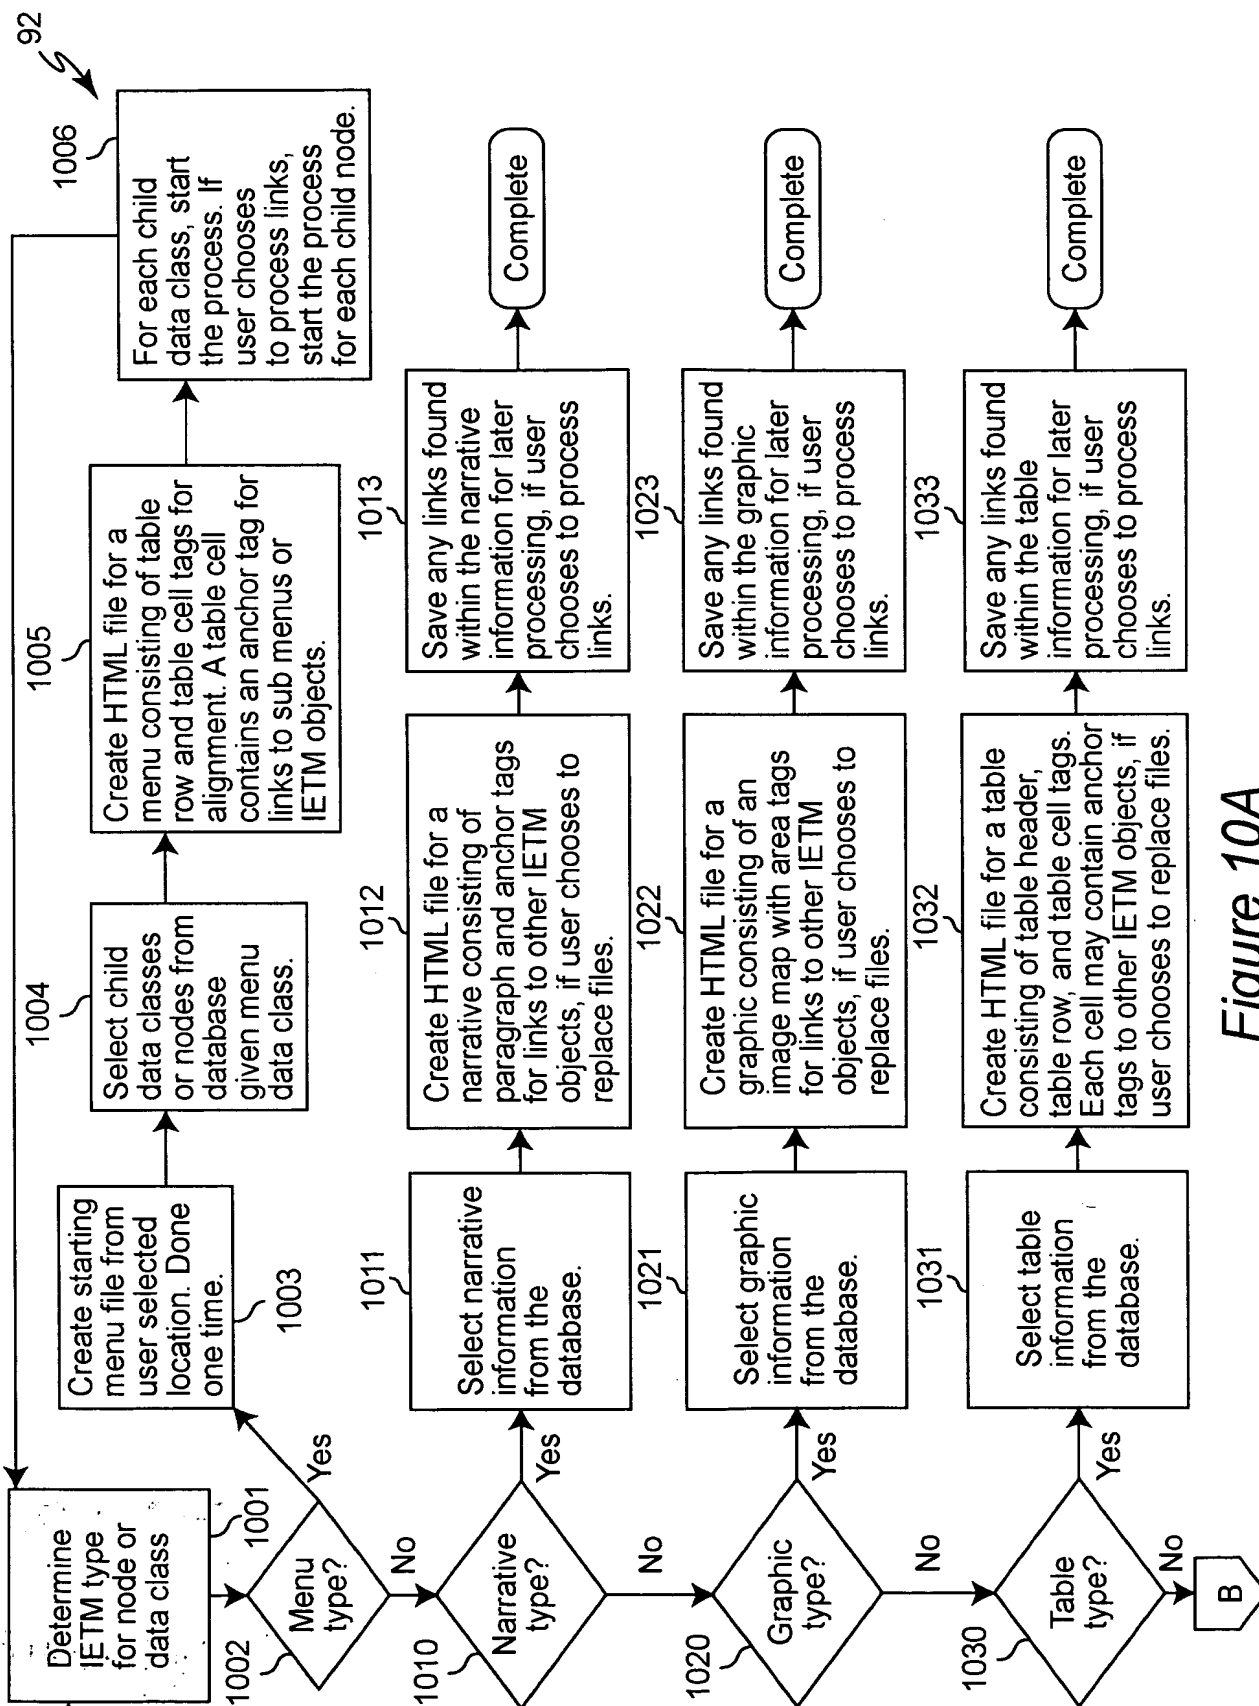 92
Determine
IETM type
for node or
data class
1001
Menu
type?
1002
Yes
No
Create starting
menu file from
user selected
location. Done
one time.
1003
Select child
data classes
or nodes from
database
given menu
data class.
1004
Create HTML file for a
menu consisting of table
row and table cell tags for
alignment. A table cell
contains an anchor tag for
links to sub menus or
IETM objects.
1005
For each child
data class, start
the process. If
user chooses
to process links,
start the process
for each child node.
1006
Narrative
type?
1010
Yes
No
Select narrative
information
from the
database.
1011
Create HTML file for a
narrative consisting of
paragraph and anchor tags
for links to other IETM
objects, if user chooses to
replace files.
1012
Save any links found
within the narrative
information for later
processing, if user
chooses to process
links.
1013
Complete
Graphic
type?
1020
Yes
No
Select graphic
information
from the
database.
1021
Create HTML file for a
graphic consisting of an
image map with area tags
for links to other IETM
objects, if user chooses to
replace files.
1022
Save any links found
within the graphic
information for later
processing, if user
chooses to process
links.
1023
Complete
Table
type?
1030
Yes
No
Select table
information
from the
database.
1031
Create HTML file for a table
consisting of table header,
table row, and table cell tags.
Each cell may contain anchor
tags to other IETM objects, if
user chooses to replace files.
1032
Save any links found
within the table
information for later
processing, if user
chooses to process
links.
1033
Complete
B
Figure 10A